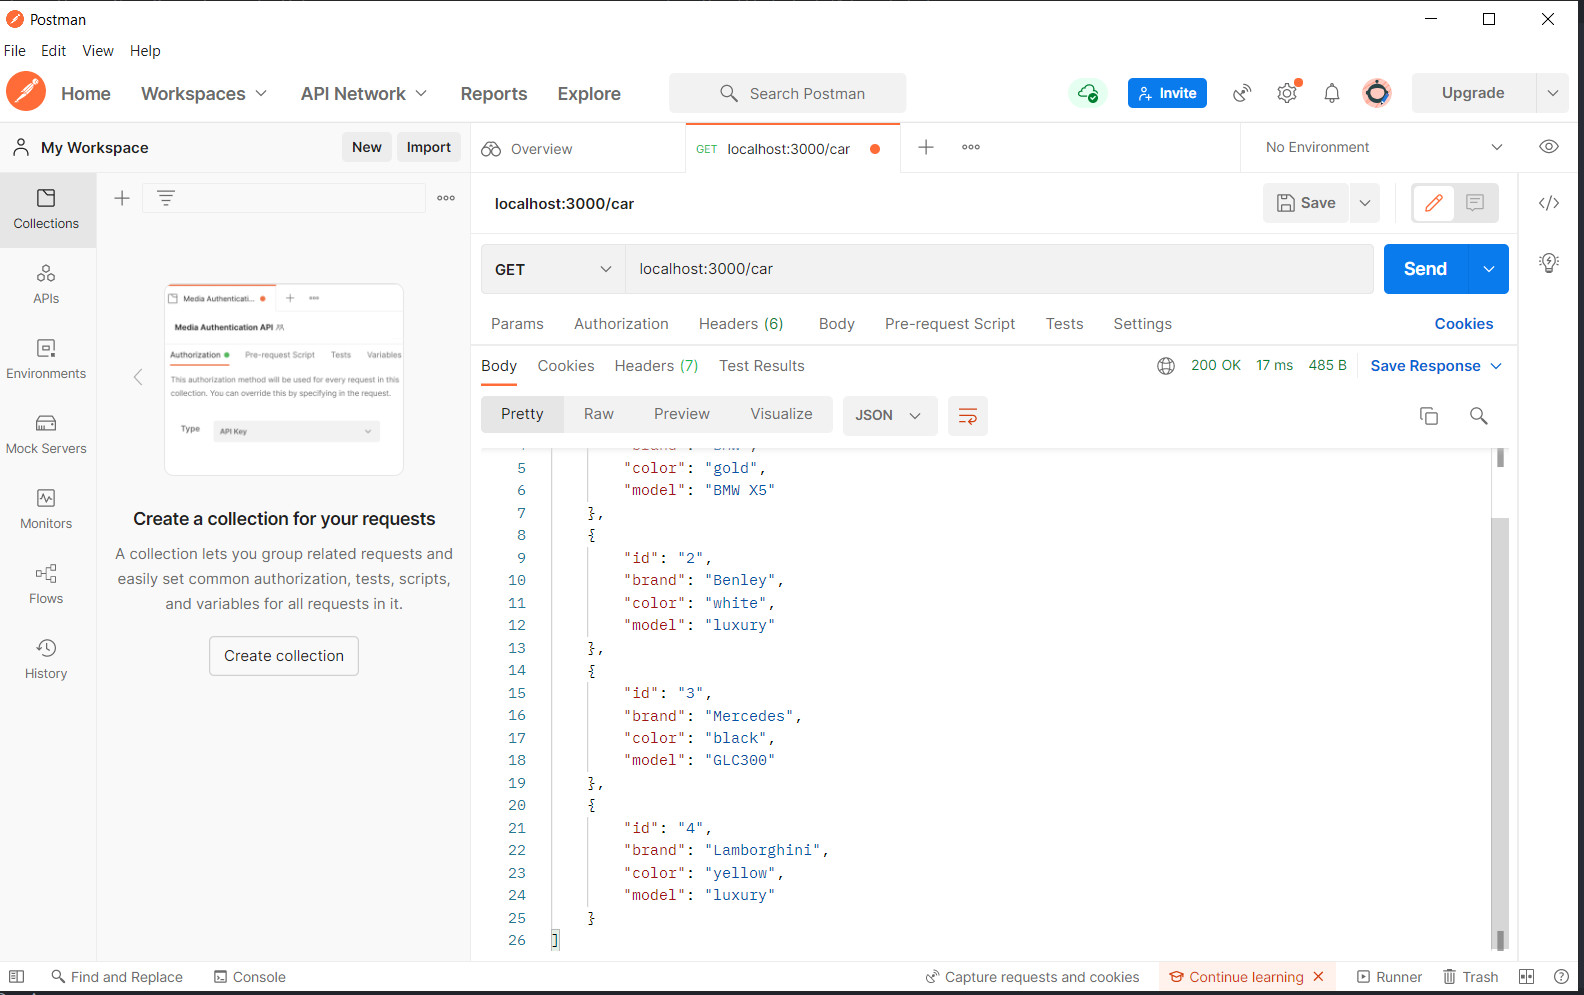 Postman
File Edit View Help
Home Workspaces API Network Reports Explore Search Postman Invite Upgrade
My Workspace New Import Overview GET localhost:3000/car No Environment
Collections
APIs
Environments
Mock Servers
Monitors
Flows
History
Media Authenticati...
Media Authentication API
Authorization Pre-request Script Tests Variables
This authorization method will be used for every request in this
collection. You can override this by specifying in the request.
Type API Key
Create a collection for your requests
A collection lets you group related requests and
easily set common authorization, tests, scripts,
and variables for all requests in it.
Create collection
localhost:3000/car Save
GET localhost:3000/car Send
Params Authorization Headers (6) Body Pre-request Script Tests Settings Cookies
Body Cookies Headers (7) Test Results 200 OK 17 ms 485 B Save Response
Pretty Raw Preview Visualize JSON
5 "color": "gold",
6 "model": "BMW X5"
7 },
8 {
9 "id": "2",
10 "brand": "Benley",
11 "color": "white",
12 "model": "luxury"
13 },
14 {
15 "id": "3",
16 "brand": "Mercedes",
17 "color": "black",
18 "model": "GLC300"
19 },
20 {
21 "id": "4",
22 "brand": "Lamborghini",
23 "color": "yellow",
24 "model": "luxury"
25 }
26 ]
Find and Replace Console Capture requests and cookies Continue learning Runner Trash